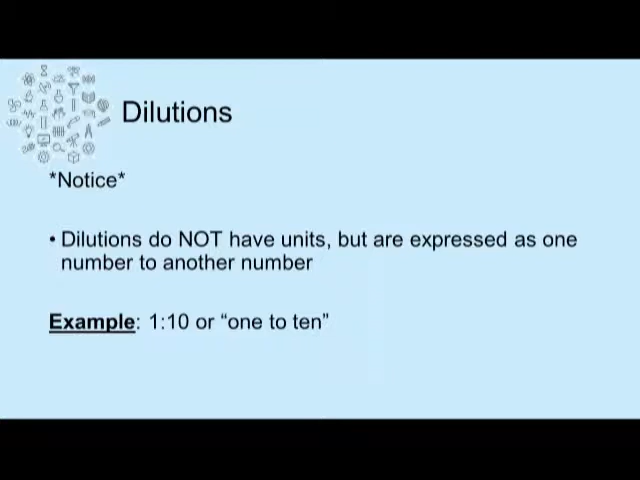 Dilutions
*Notice*
• Dilutions do NOT have units, but are expressed as one
number to another number
Example: 1:10 or “one to ten”